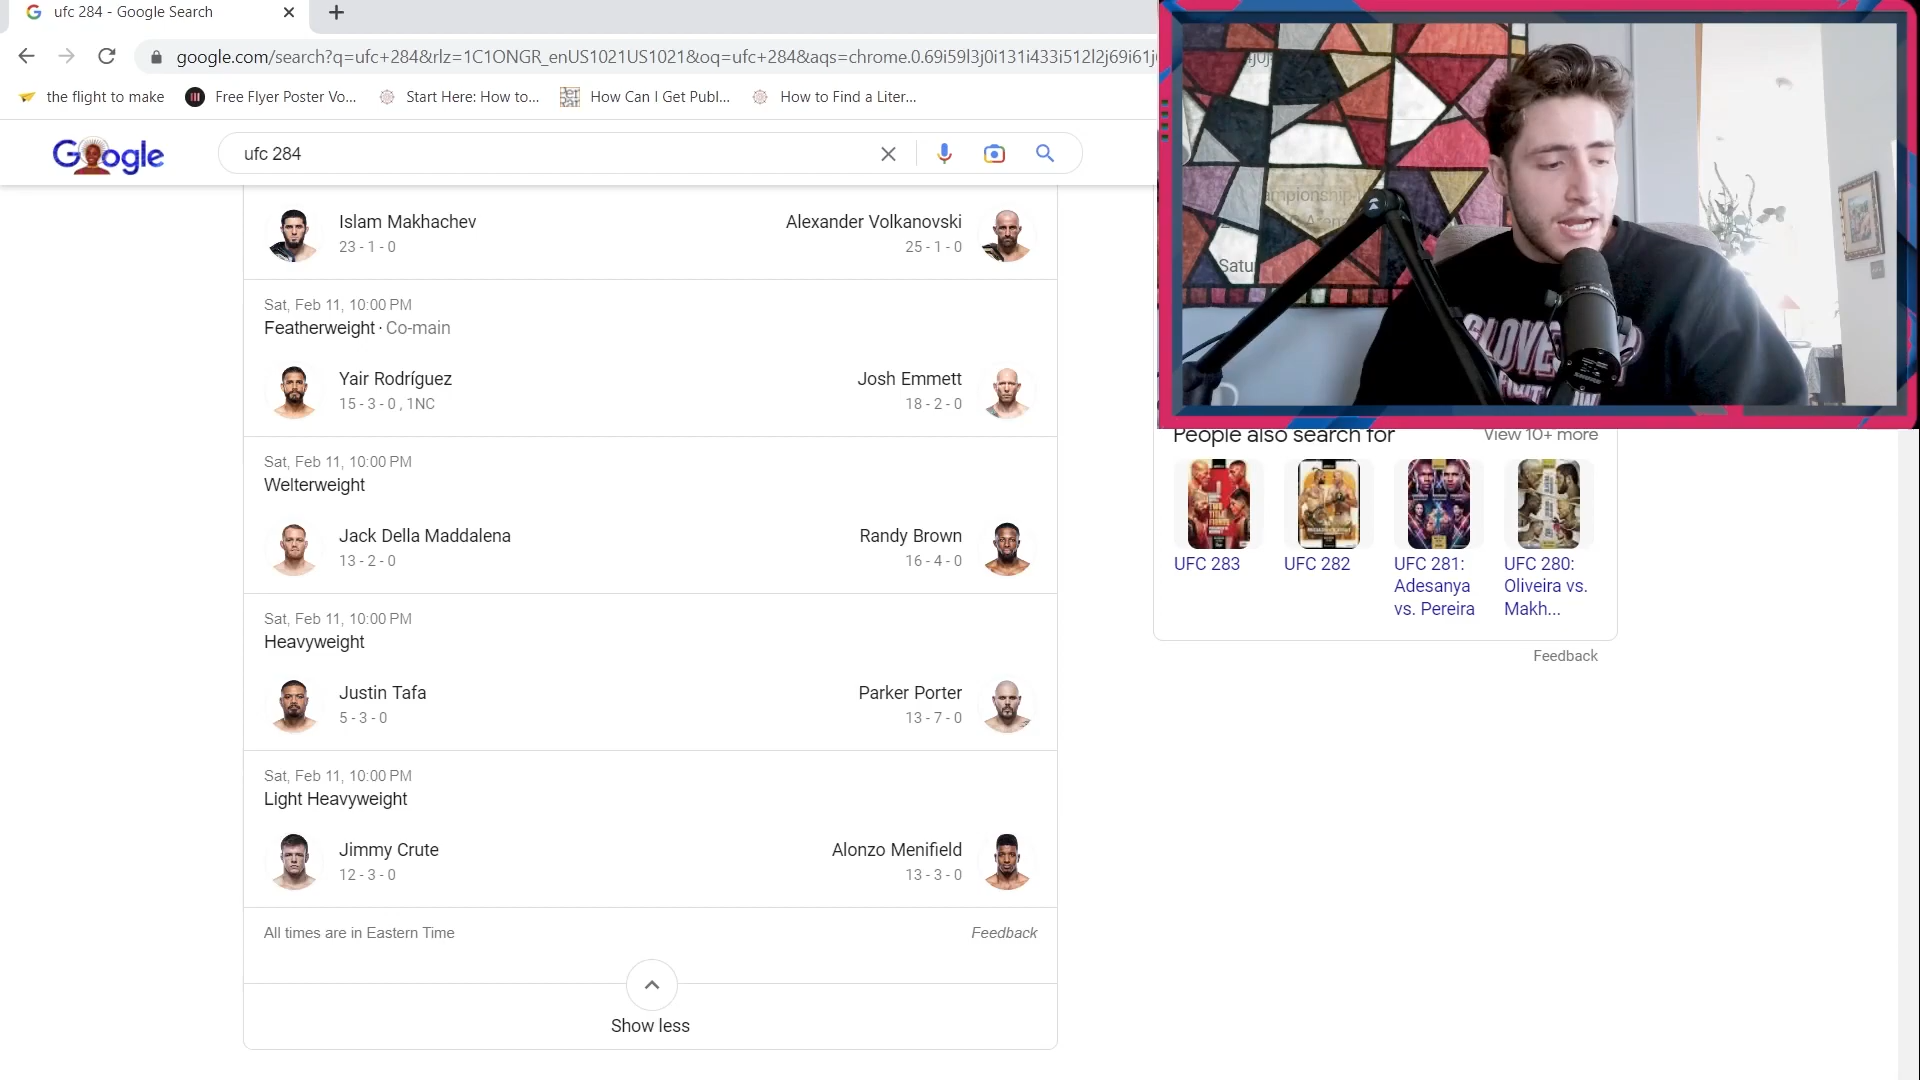 ufc 284 - Google Search
google.com/search?q=ufc+284&rlz=1C1ONGR_enUS1021US1021&oq=ufc+284&aqs=chrome.0.69i59l3j0i131i433i512l2j69i61j
the flight to make
Free Flyer Poster Vo...
Start Here: How to...
How Can I Get Publ...
How to Find a Liter...
Google
ufc 284
Islam Makhachev
23 - 1 - 0
Alexander Volkanovski
25 - 1 - 0
Sat, Feb 11, 10:00 PM
Featherweight · Co-main
Yair Rodríguez
15 - 3 - 0 , 1NC
Josh Emmett
18 - 2 - 0
Sat, Feb 11, 10:00 PM
Welterweight
Jack Della Maddalena
13 - 2 - 0
Randy Brown
16 - 4 - 0
Sat, Feb 11, 10:00 PM
Heavyweight
Justin Tafa
5 - 3 - 0
Parker Porter
13 - 7 - 0
Sat, Feb 11, 10:00 PM
Light Heavyweight
Jimmy Crute
12 - 3 - 0
Alonzo Menifield
13 - 3 - 0
All times are in Eastern Time
Feedback
Show less
Satu
People also search for
View 10+ more
UFC 283
UFC 282
UFC 281:
Adesanya
vs. Pereira
UFC 280:
Oliveira vs.
Makh...
Feedback